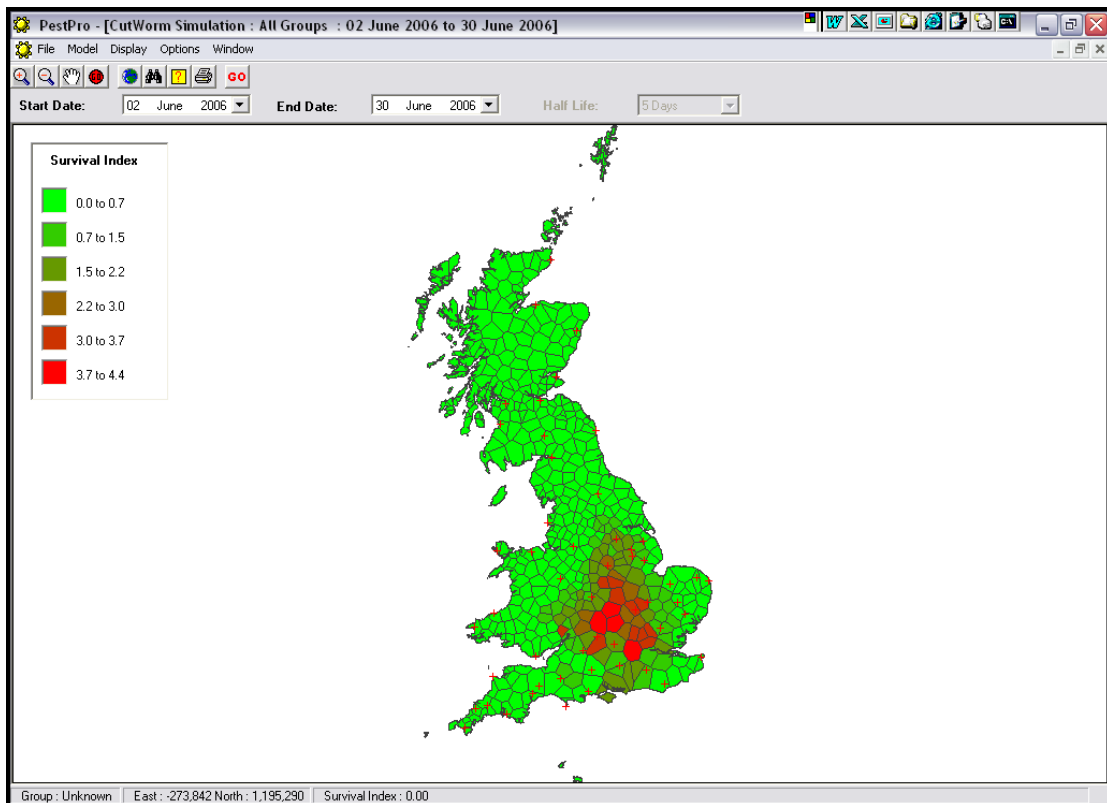 PestPro - [CutWorm Simulation : All Groups : 02 June 2006 to 30 June 2006]
File Model Display Options Window
GO
Start Date: 02 June 2006 End Date: 30 June 2006 Half Life: 5 Days
Survival Index
0.0 to 0.7
0.7 to 1.5
1.5 to 2.2
2.2 to 3.0
3.0 to 3.7
3.7 to 4.4
Group : Unknown East : -273,842 North : 1,195,290 Survival Index : 0.00